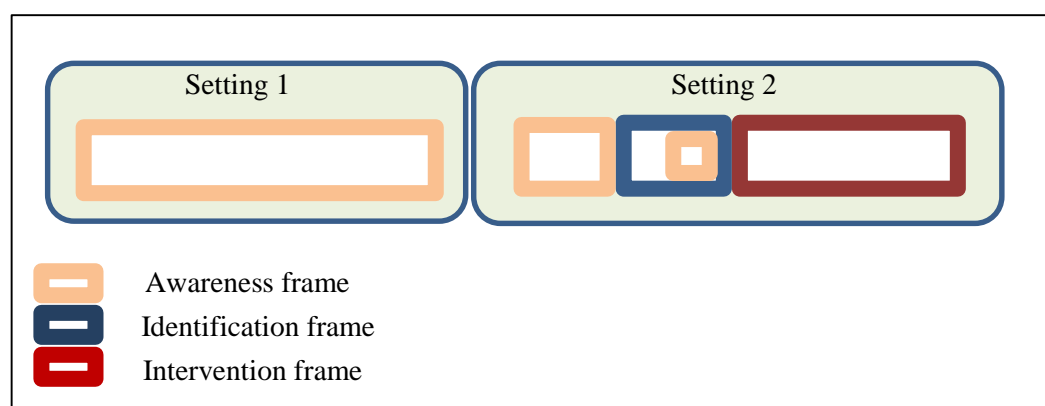 Setting 1
Setting 2
Awareness frame
Identification frame
Intervention frame